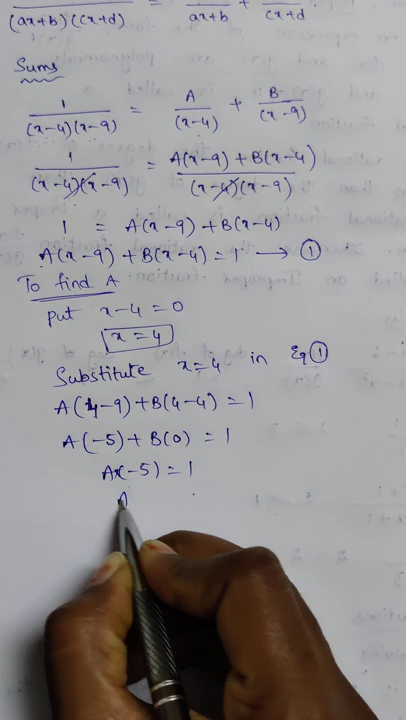 (ax+b)(cx+d) ax+b + cx+d
Sums
1/((x-4)(x-9)) = A/(x-4) + B/(x-9)
1/((x-4)(x-9)) = (A(x-9)+B(x-4))/((x-4)(x-9))
1 = A(x-9)+B(x-4)
A(x-9)+B(x-4)=1 → ①
To find A
put x-4=0
x=4
Substitute x=4 in Eq ①
A(4-9)+B(4-4)=1
A(-5)+B(0)=1
A×(-5)=1
A